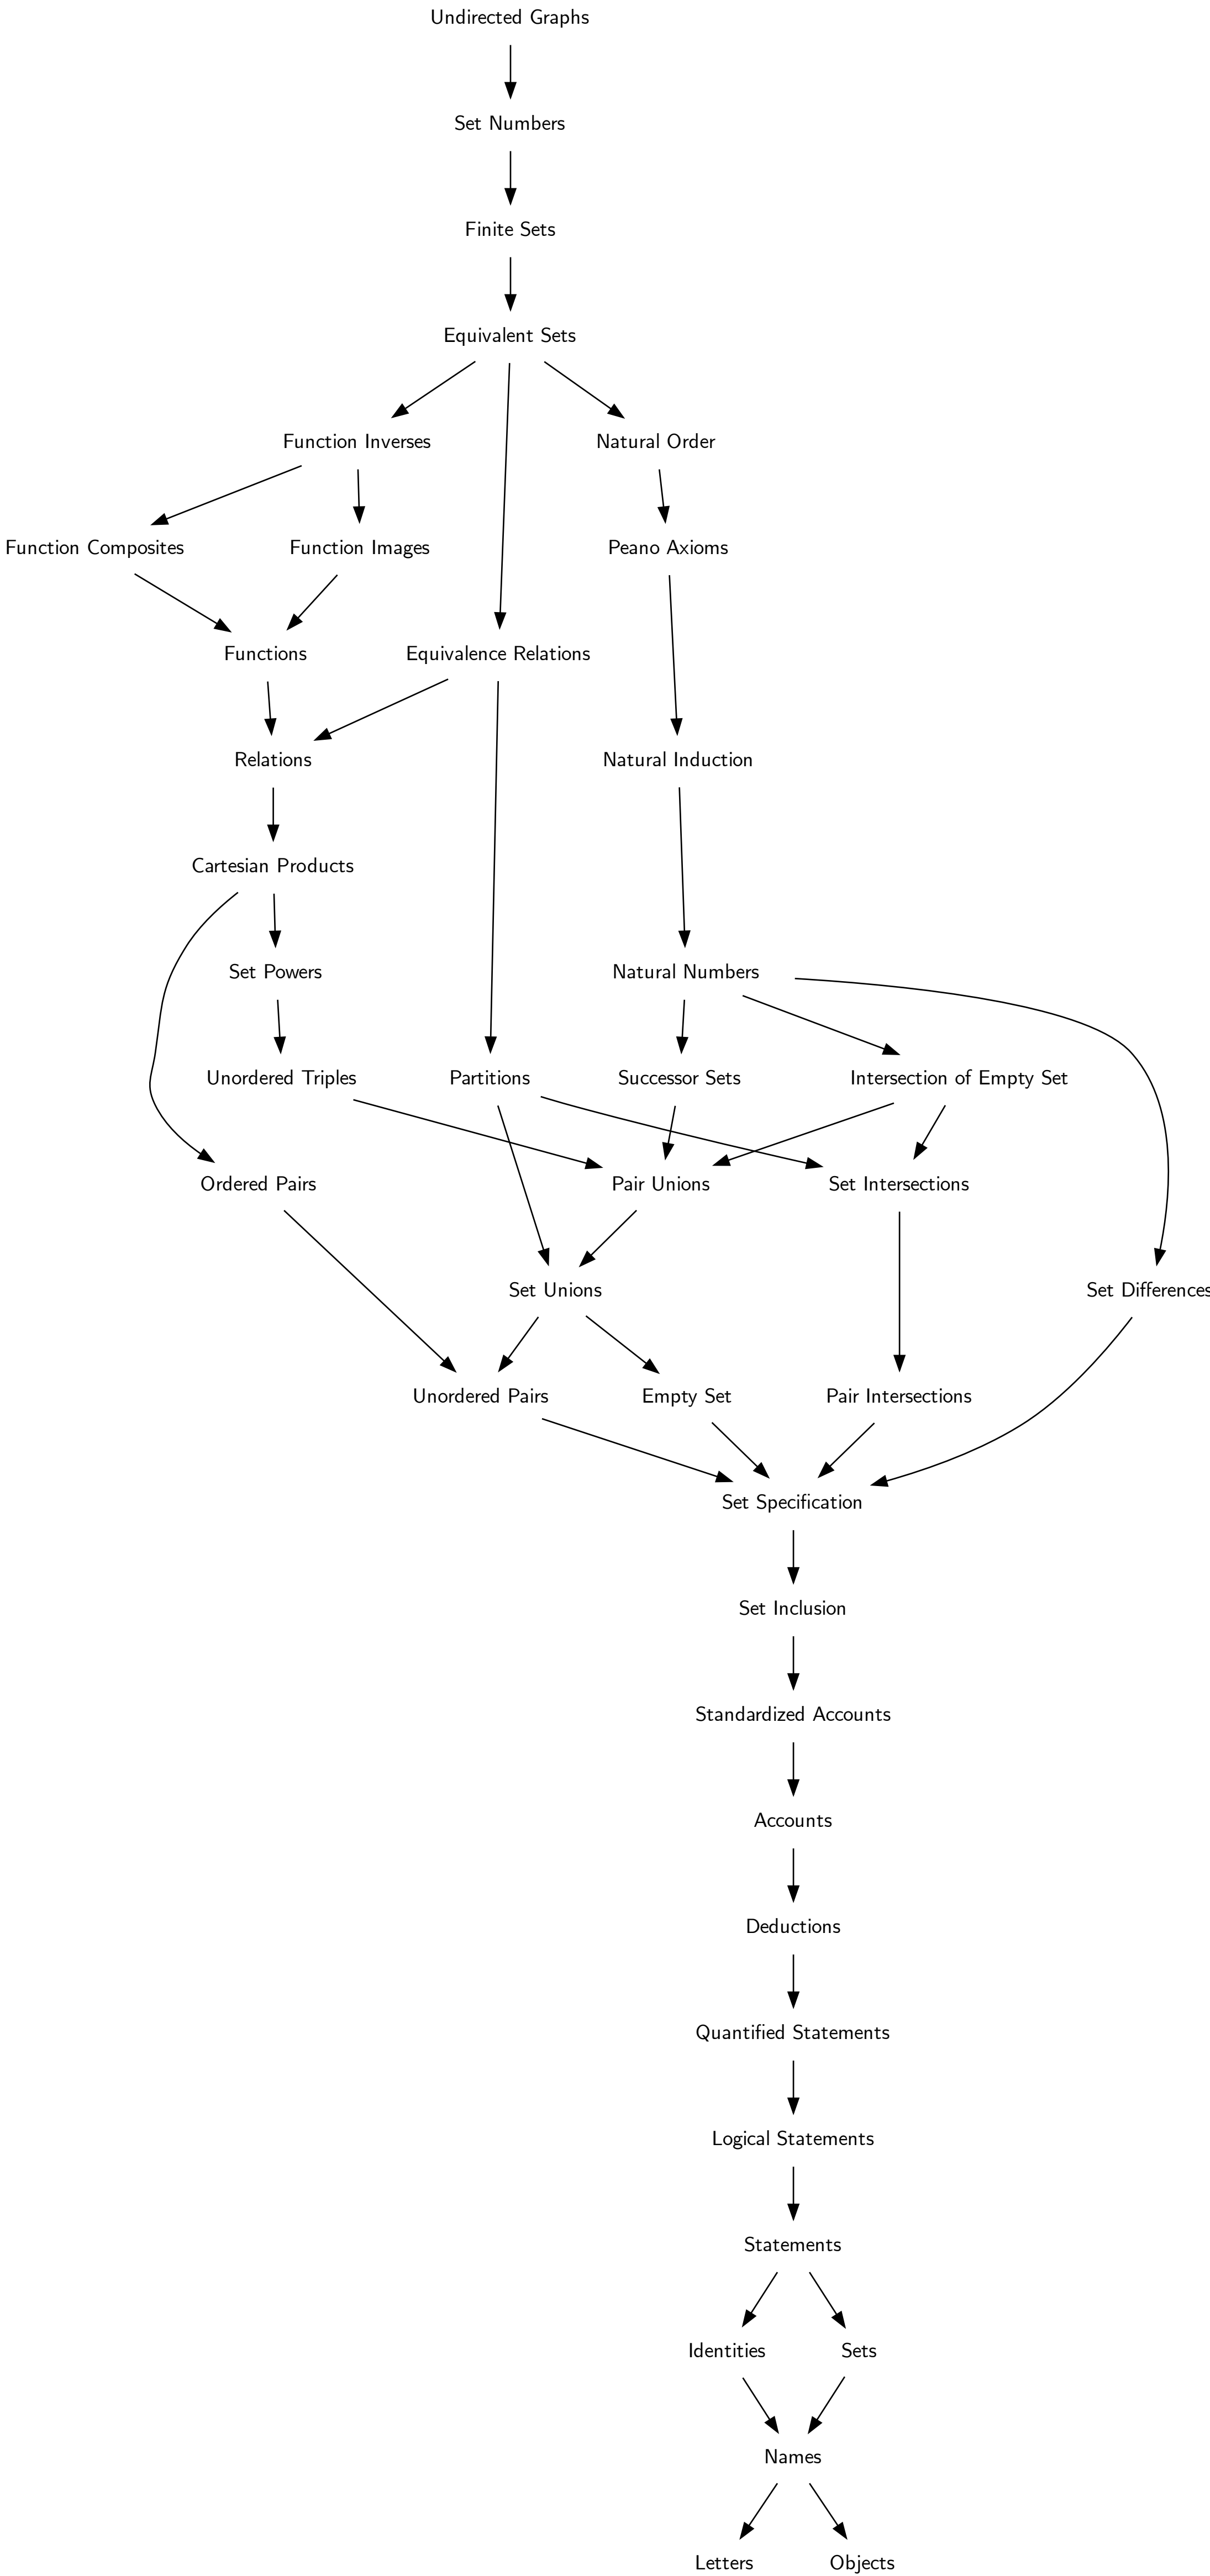 Undirected Graphs
Set Numbers
Finite Sets
Equivalent Sets
Function Inverses
Natural Order
Function Composites
Function Images
Peano Axioms
Functions
Equivalence Relations
Relations
Natural Induction
Cartesian Products
Set Powers
Natural Numbers
Unordered Triples
Partitions
Successor Sets
Intersection of Empty Set
Ordered Pairs
Pair Unions
Set Intersections
Set Unions
Set Differences
Unordered Pairs
Empty Set
Pair Intersections
Set Specification
Set Inclusion
Standardized Accounts
Accounts
Deductions
Quantified Statements
Logical Statements
Statements
Identities
Sets
Names
Letters
Objects